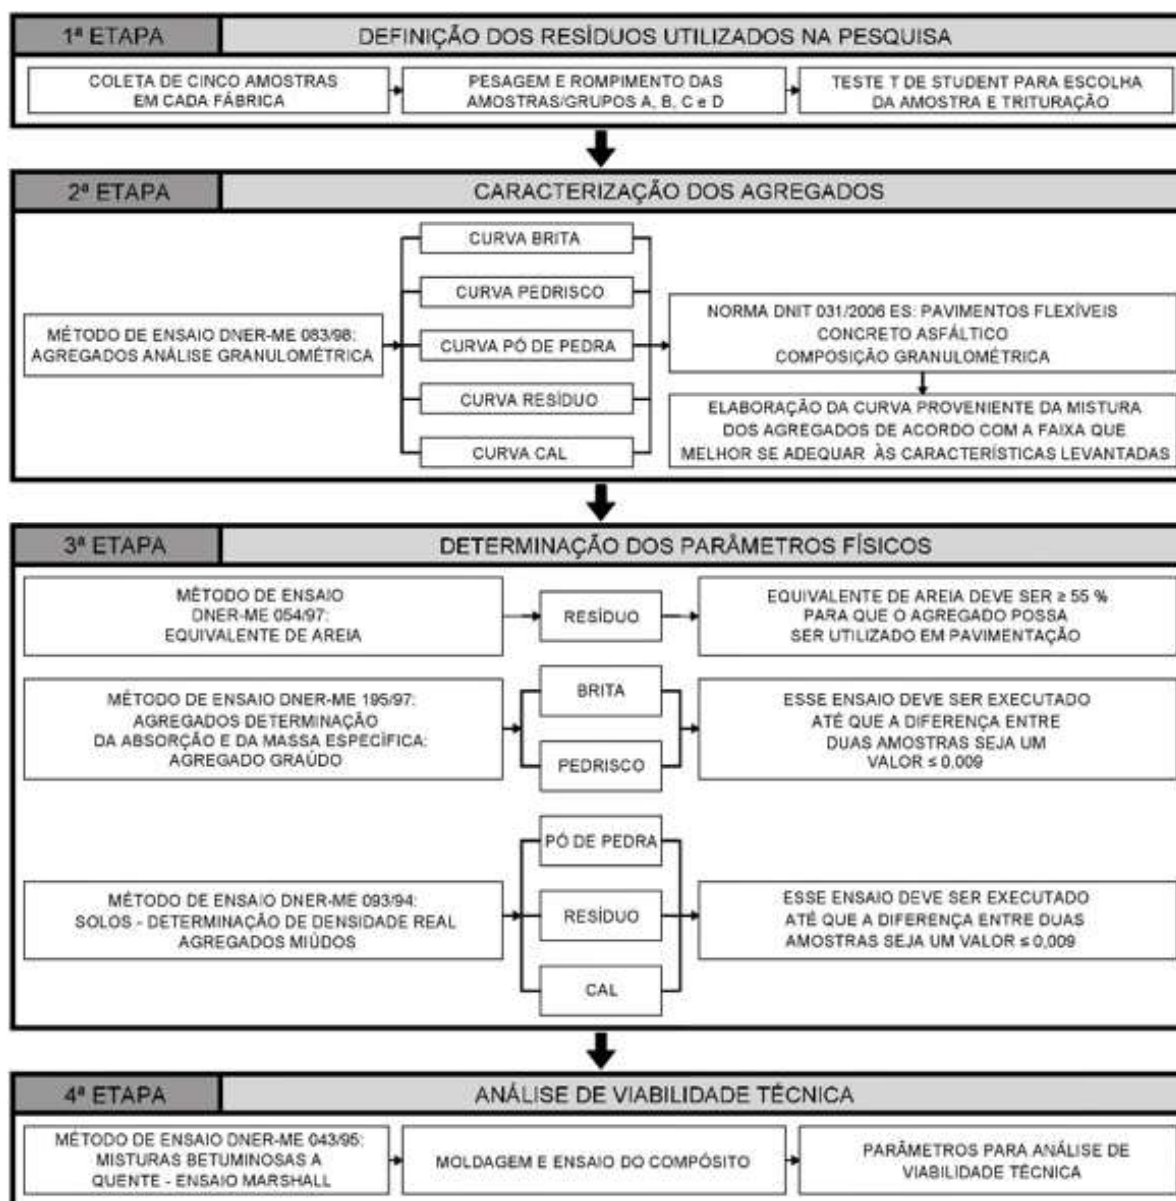 1ª ETAPA
DEFINIÇÃO DOS RESÍDUOS UTILIZADOS NA PESQUISA
COLETA DE CINCO AMOSTRAS
EM CADA FÁBRICA
PESAGEM E ROMPIMENTO DAS
AMOSTRAS/GRUPOS A, B, C e D
TESTE T DE STUDENT PARA ESCOLHA
DA AMOSTRA E TRITURAÇÃO
2ª ETAPA
CARACTERIZAÇÃO DOS AGREGADOS
MÉTODO DE ENSAIO DNER-ME 083/98:
AGREGADOS ANÁLISE GRANULOMÉTRICA
CURVA BRITA
CURVA PEDRISCO
CURVA PÓ DE PEDRA
CURVA RESÍDUO
CURVA CAL
NORMA DNIT 031/2006 ES: PAVIMENTOS FLEXÍVEIS
CONCRETO ASFÁLTICO
COMPOSIÇÃO GRANULOMÉTRICA
ELABORAÇÃO DA CURVA PROVENIENTE DA MISTURA
DOS AGREGADOS DE ACORDO COM A FAIXA QUE
MELHOR SE ADEQUAR ÀS CARACTERÍSTICAS LEVANTADAS
3ª ETAPA
DETERMINAÇÃO DOS PARÂMETROS FÍSICOS
MÉTODO DE ENSAIO
DNER-ME 054/97:
EQUIVALENTE DE AREIA
RESÍDUO
EQUIVALENTE DE AREIA DEVE SER ≥ 55 %
PARA QUE O AGREGADO POSSA
SER UTILIZADO EM PAVIMENTAÇÃO
MÉTODO DE ENSAIO DNER-ME 195/97:
AGREGADOS DETERMINAÇÃO
DA ABSORÇÃO E DA MASSA ESPECÍFICA:
AGREGADO GRAÚDO
BRITA
PEDRISCO
ESSE ENSAIO DEVE SER EXECUTADO
ATÉ QUE A DIFERENÇA ENTRE
DUAS AMOSTRAS SEJA UM
VALOR ≤ 0,009
MÉTODO DE ENSAIO DNER-ME 093/94:
SOLOS - DETERMINAÇÃO DE DENSIDADE REAL
AGREGADOS MIÚDOS
PÓ DE PEDRA
RESÍDUO
CAL
ESSE ENSAIO DEVE SER EXECUTADO
ATÉ QUE A DIFERENÇA ENTRE DUAS
AMOSTRAS SEJA UM VALOR ≤ 0,009
4ª ETAPA
ANÁLISE DE VIABILIDADE TÉCNICA
MÉTODO DE ENSAIO DNER-ME 043/95:
MISTURAS BETUMINOSAS A
QUENTE - ENSAIO MARSHALL
MOLDAGEM E ENSAIO DO COMPÓSITO
PARÂMETROS PARA ANÁLISE DE
VIABILIDADE TÉCNICA